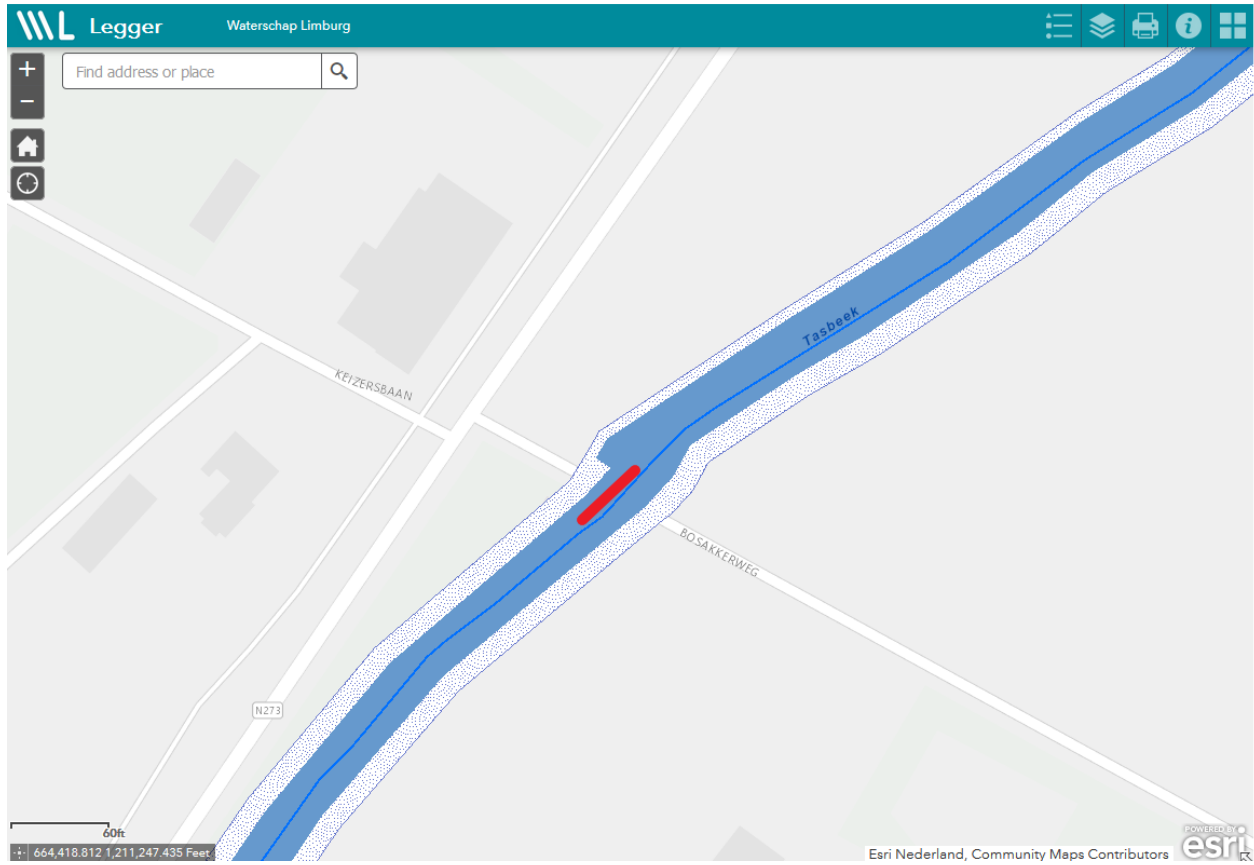 WL Legger
Waterschap Limburg
+
Find address or place
−
Tasbeek
KEIZERSBAAN
BOSAKKERWEG
N273
60ft
664,418.812 1,211,247.435 Feet
Esri Nederland, Community Maps Contributors
POWERED BY
esri